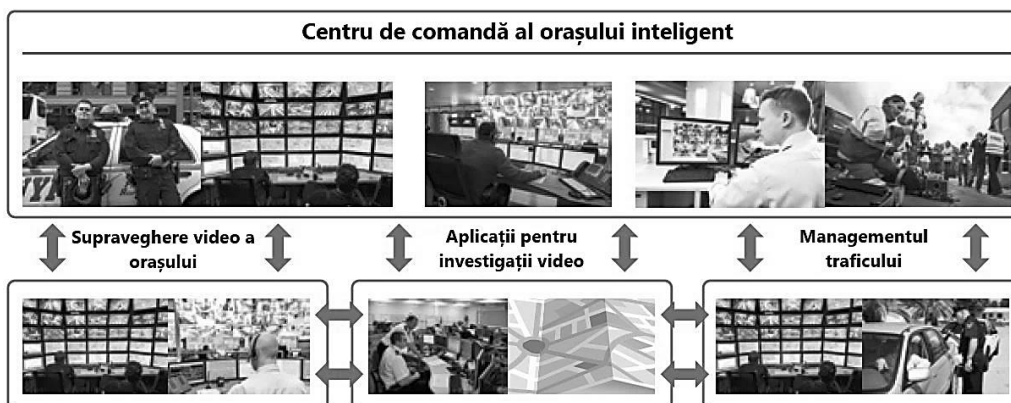 Centru de comandă al orașului inteligent
Supraveghere video a
orașului
Aplicații pentru
investigații video
Managementul
traficului